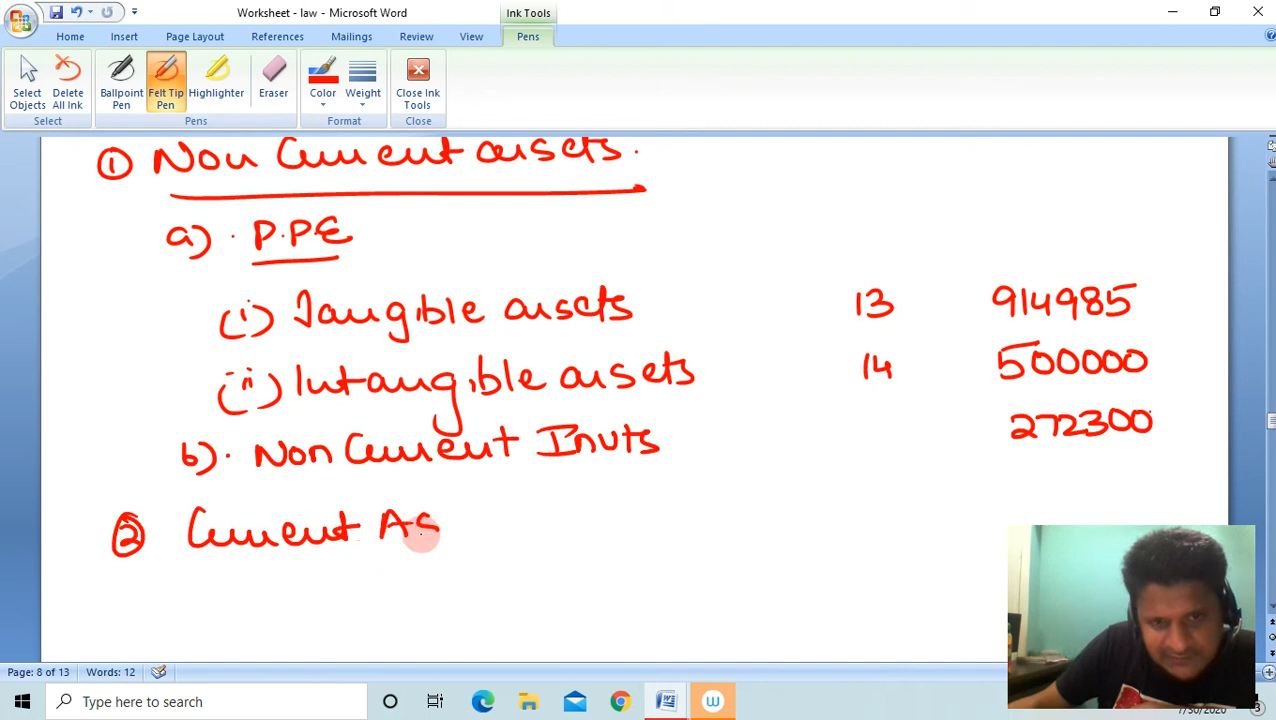 Worksheet - law - Microsoft Word
Ink Tools
Home Insert Page Layout References Mailings Review View Pens
Select Objects
Delete All Ink
Ballpoint Pen
Felt Tip Pen
Highlighter
Eraser
Color
Weight
Close Ink Tools
Select Pens Format Close
① Non Current assets.
a) · P.P.E
(i) Tangible assets 13 914985
(ii) Intangible assets 14 500000
b). Non Current Invts 272300
② Current As
Page: 8 of 13 Words: 12
Type here to search
7/30/2020